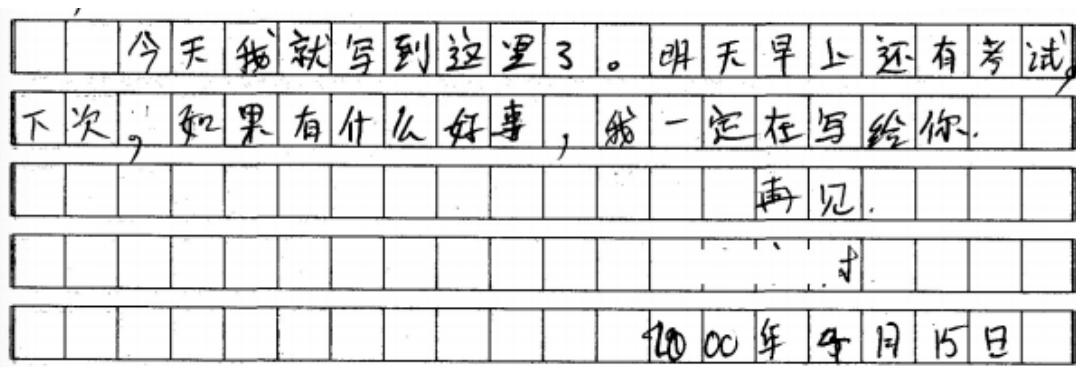 今天我就写到这里了。明天早上还有考试,
下次,如果有什么好事,我一定在写给你.
再见.
2000年 月15日